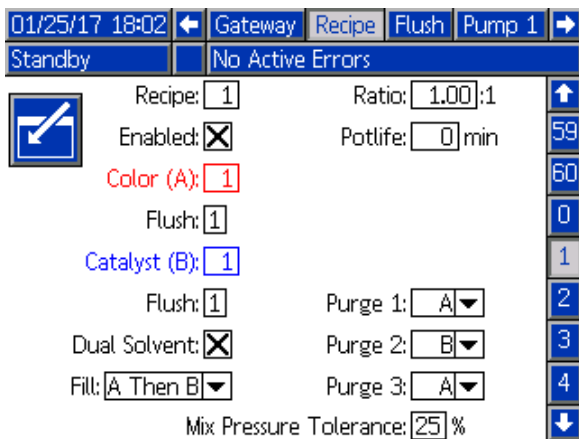 01/25/17 18:02 Gateway Recipe Flush Pump 1
Standby No Active Errors
Recipe: 1 Ratio: 1.00 :1
Enabled: Potlife: 0 min 59
Color (A): 1 60
Flush: 1 0
Catalyst (B): 1 1
Flush: 1 Purge 1: A 2
Dual Solvent: Purge 2: B 3
Fill: A Then B Purge 3: A 4
Mix Pressure Tolerance: 25 %